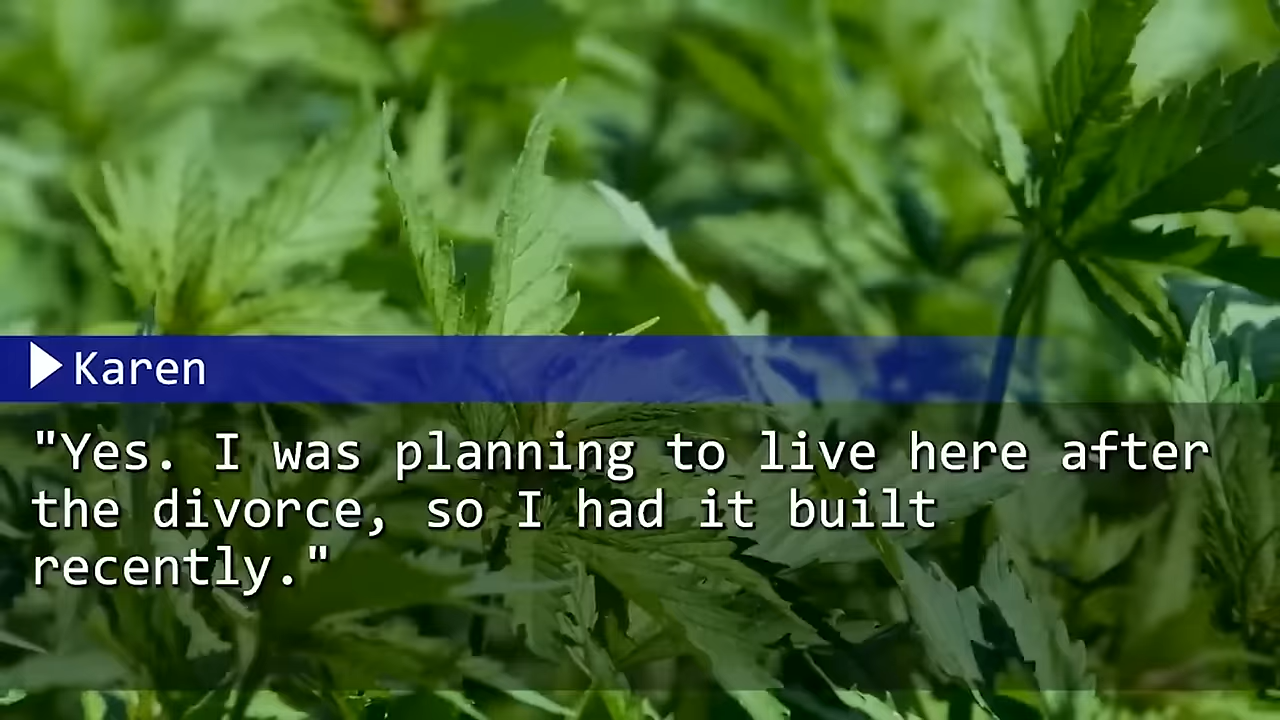 Karen
"Yes. I was planning to live here after
the divorce, so I had it built
recently."